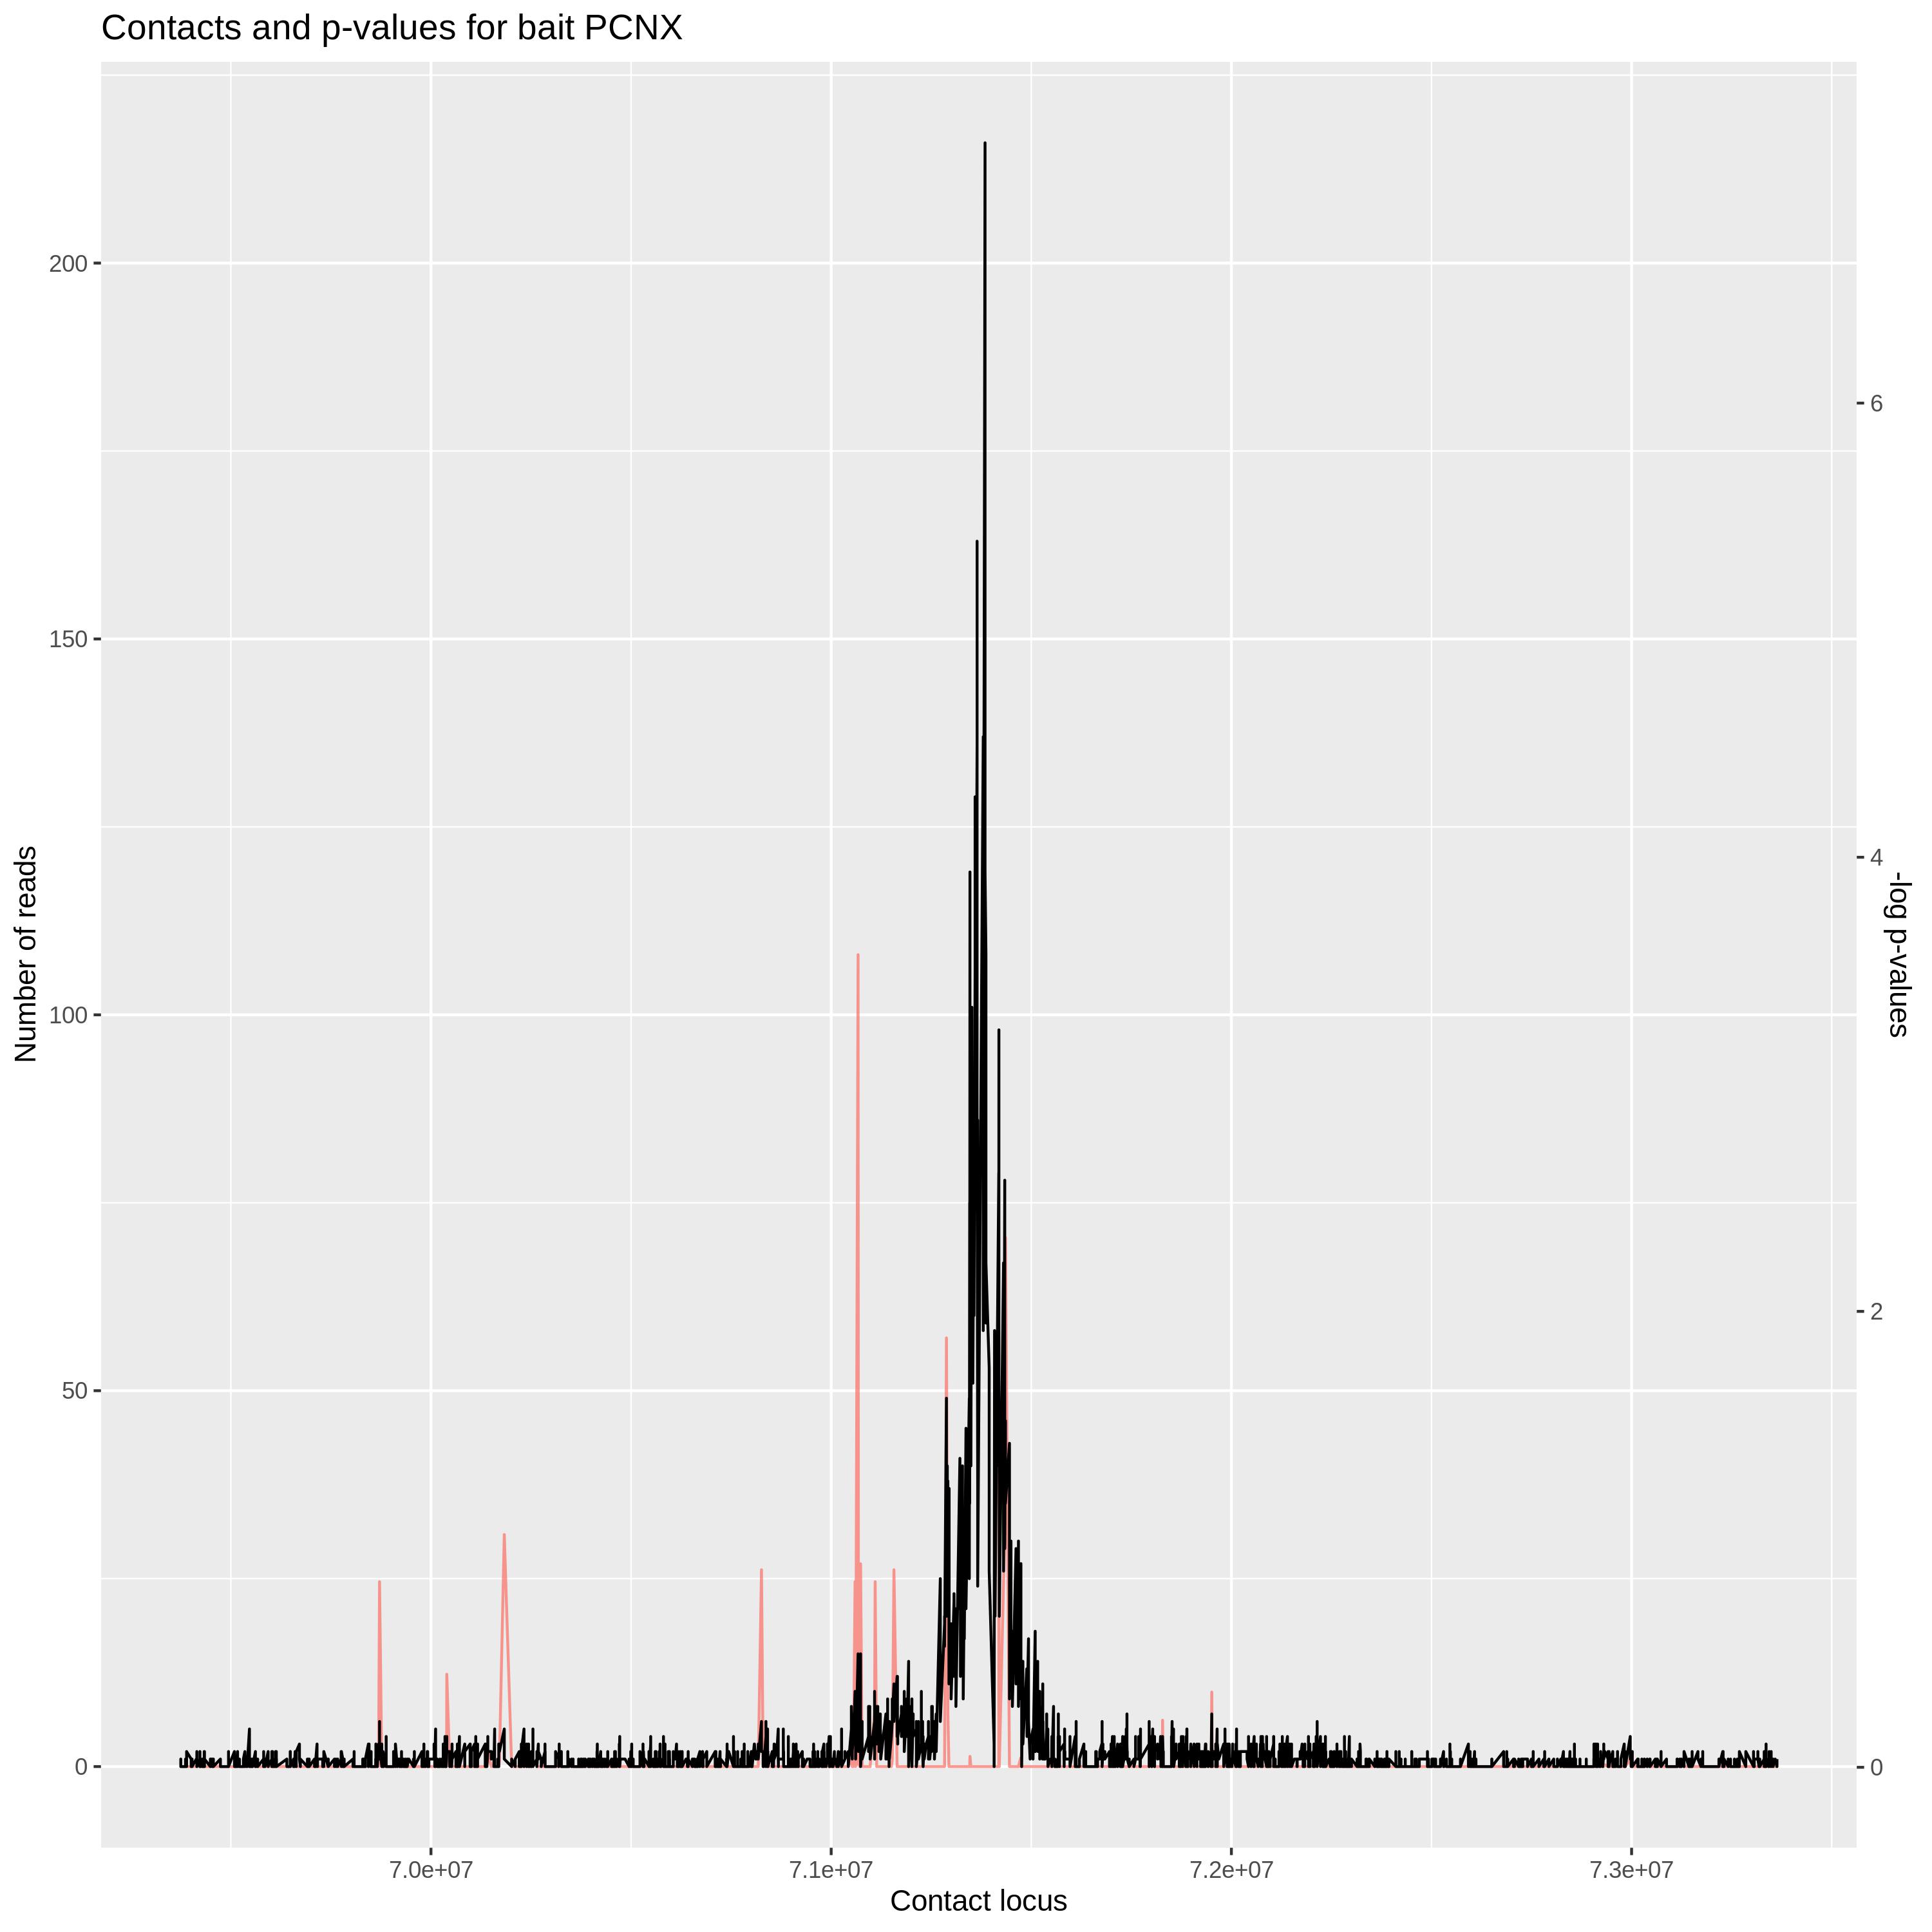 Contacts and p-values for bait PCNX
200
150
100
50
0
Number of reads
6
4
2
0
-log p-values
7.0e+07
7.1e+07
7.2e+07
7.3e+07
Contact locus